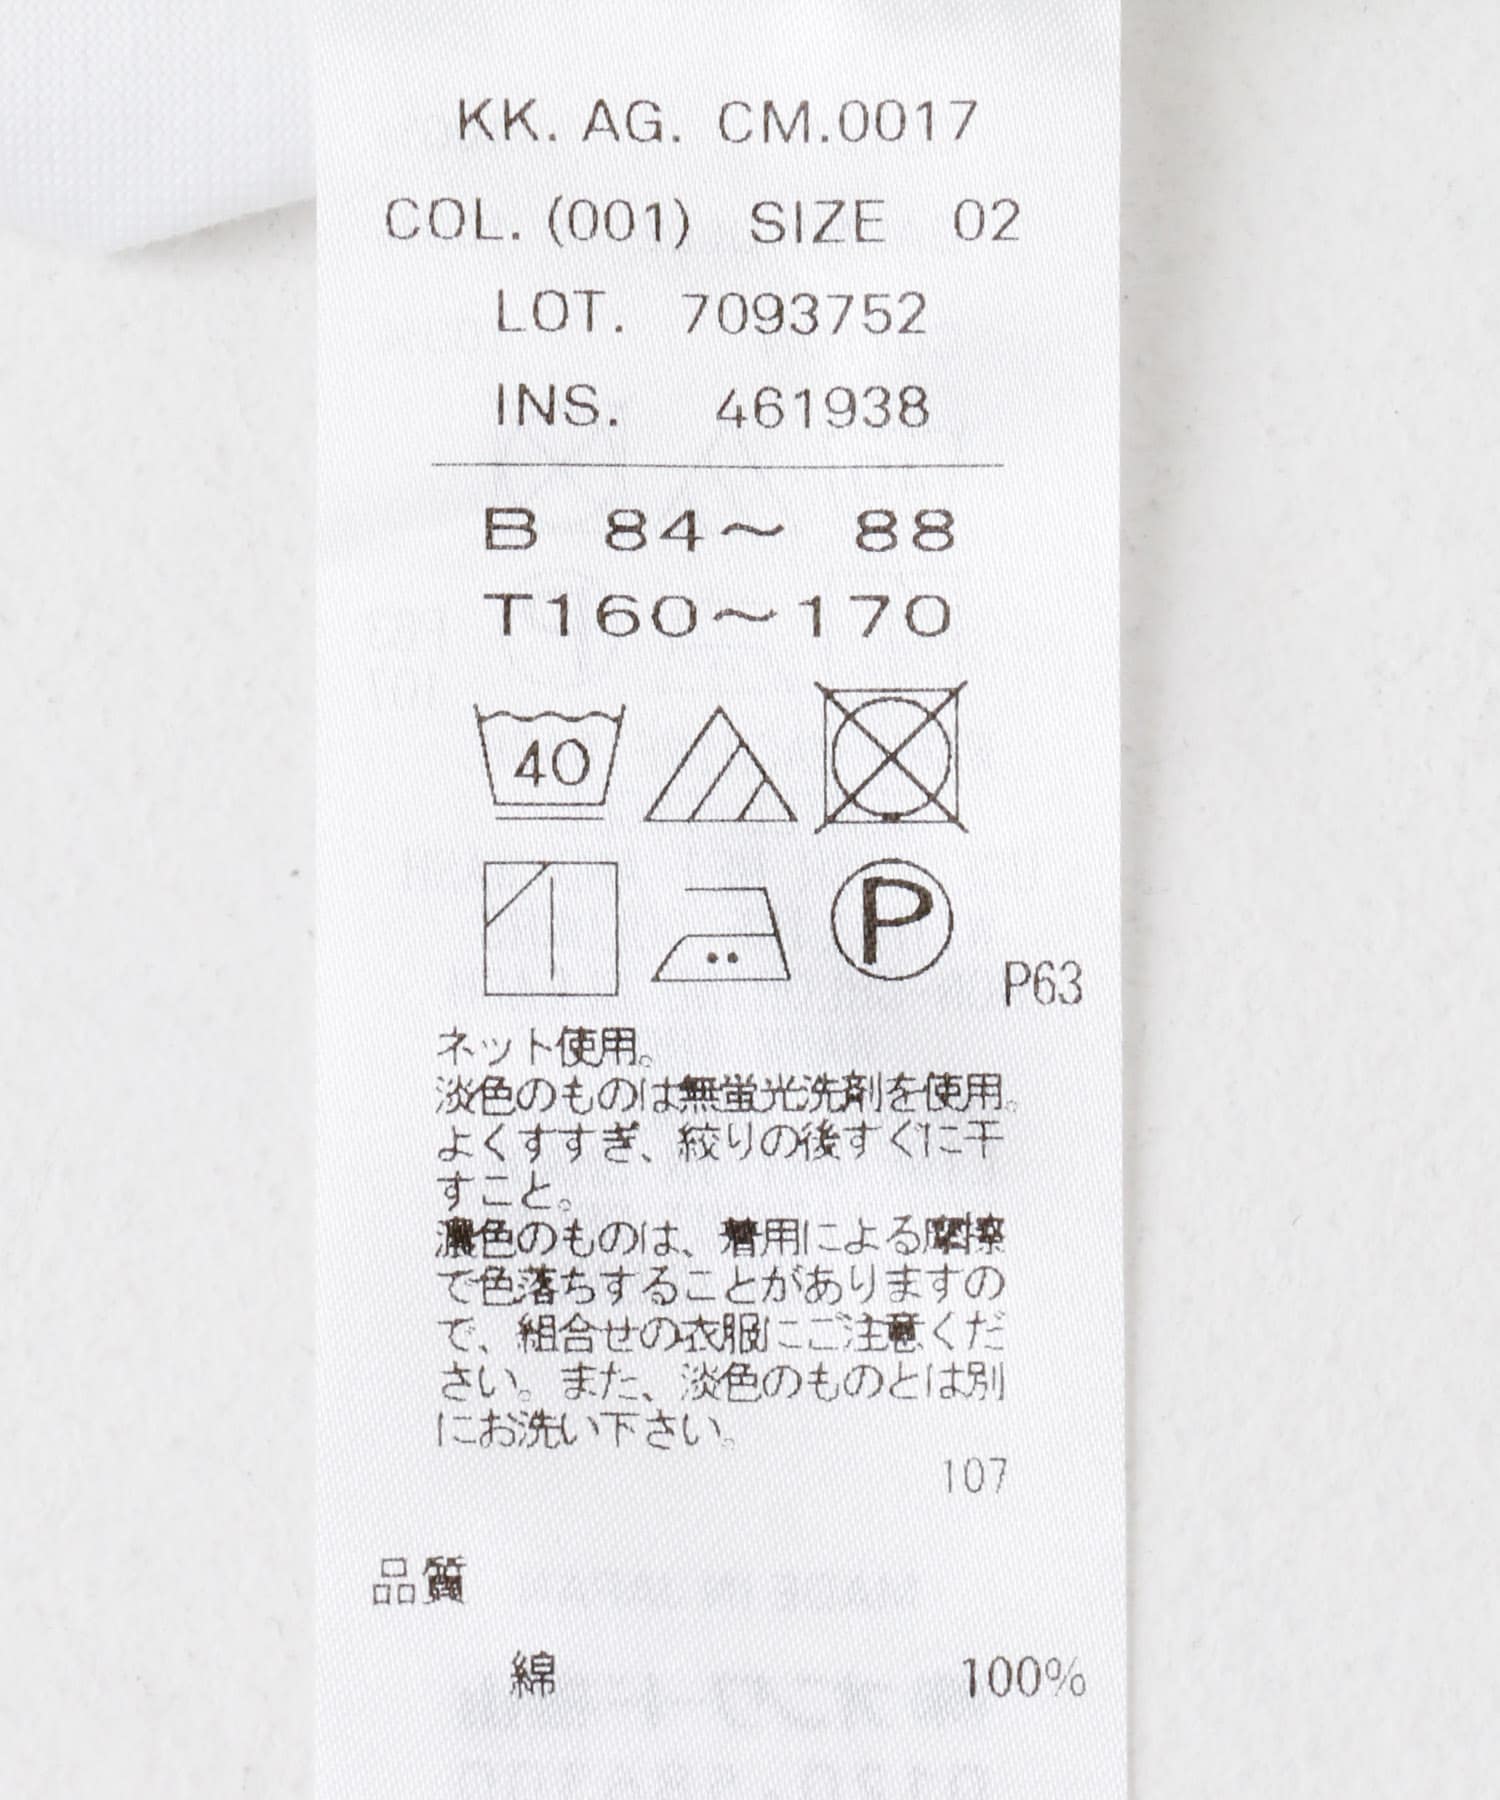 KK. AG. CM.0017
COL. (001) SIZE 02
LOT. 7093752
INS. 461938
B 84～ 88
T160～170
40
P
P63
ネット使用。
淡色のものは無蛍光洗剤を使用。
よくすすぎ、絞りの後すぐに干
すこと。
濃色のものは、着用による摩擦
で色落ちすることがありますの
で、組合せの衣服にご注意くだ
さい。また、淡色のものとは別
にお洗い下さい。
107
品質
綿 100%